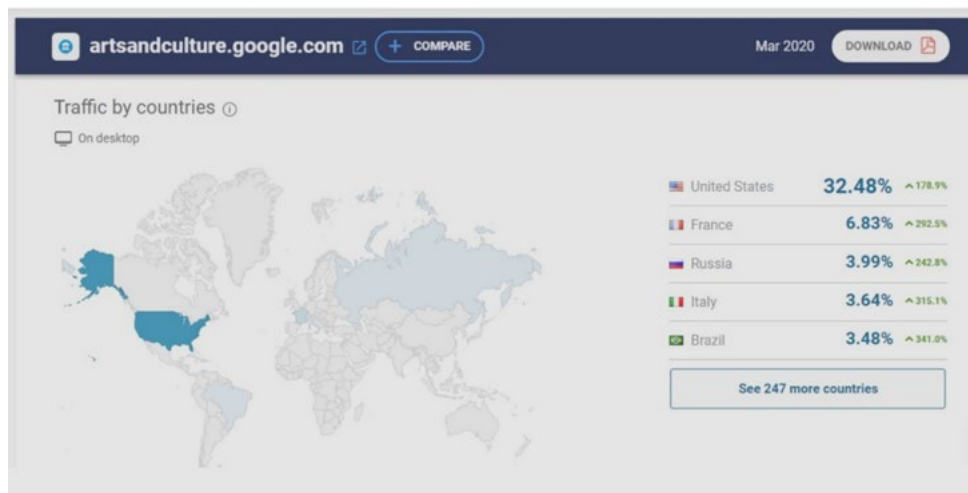 artsandculture.google.com + COMPARE Mar 2020 DOWNLOAD
Traffic by countries
On desktop
United States 32.48% 178.9%
France 6.83% 292.5%
Russia 3.99% 242.8%
Italy 3.64% 315.1%
Brazil 3.48% 341.0%
See 247 more countries